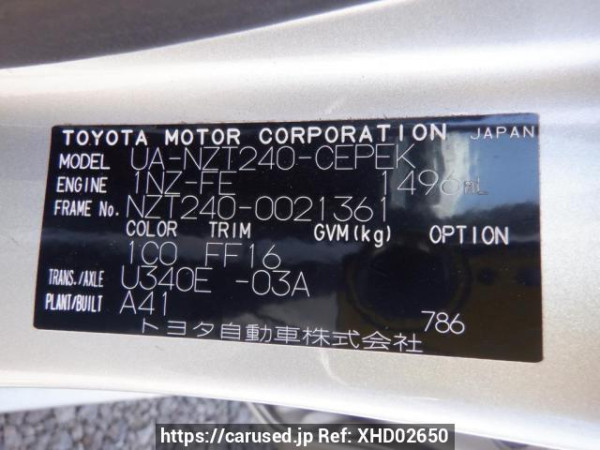 TOYOTA MOTOR CORPORATION JAPAN
MODEL UA-NZT240-CEPEK
ENGINE 1NZ-FE 1496mL
FRAME No. NZT240-0021361
COLOR TRIM GVM(kg) OPTION
1C0 FF16
TRANS./AXLE U340E -03A
PLANT/BUILT A41 786
トヨタ自動車株式会社
https://carused.jp Ref: XHD02650